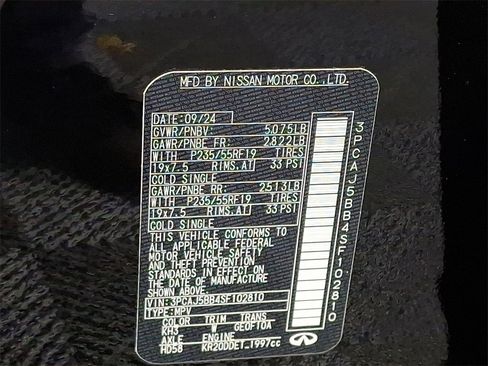 MFD BY NISSAN MOTOR CO.,LTD.
DATE:09/24
GVWR/PNBV: 5,075LB
GAWR/PNBE FR: 2822LB
WITH P235/55RF19 TIRES
19x7.5 RIMS.AT 33 PSI
COLD SINGLE
GAWR/PNBE RR: 2513LB
WITH P235/55RF19 TIRES
19x7.5 RIMS.AT 33 PSI
COLD SINGLE
THIS VEHICLE CONFORMS TO
ALL APPLICABLE FEDERAL
MOTOR VEHICLE SAFETY
AND THEFT PREVENTION
STANDARDS IN EFFECT ON
THE DATE OF MANUFACTURE
SHOWN ABOVE.
VIN:3PCAJ5BB4SF102810
TYPE:MPV
COLOR TRIM TRANS
KH3 W GE0FT0A
AXLE ENGINE
HD58 KR20DDET 1997cc
3PCAJ5BB4SF102810